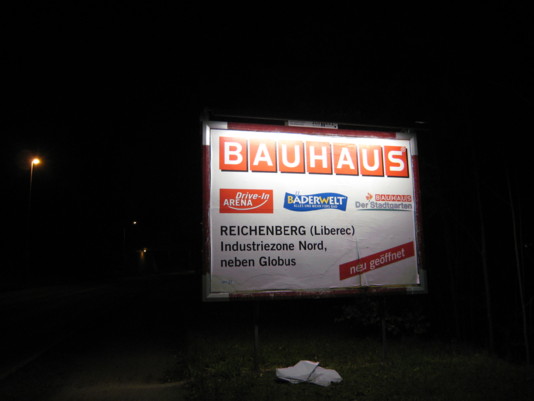 BAUHAUS
Drive-In
ARENA
BÄDERWELT
BAUHAUS
Der Stadtgarten
REICHENBERG (Liberec)
Industriezone Nord,
neben Globus
neu geöffnet